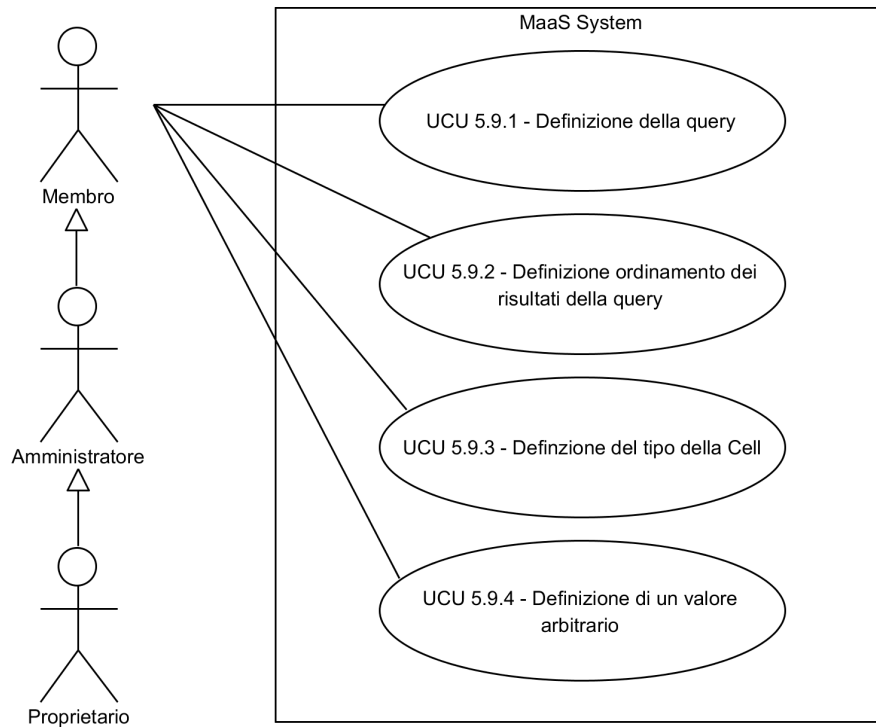 MaaS System
UCU 5.9.1 - Definizione della query
Membro
UCU 5.9.2 - Definizione ordinamento dei
risultati della query
UCU 5.9.3 - Definzione del tipo della Cell
Amministratore
UCU 5.9.4 - Definizione di un valore
arbitrario
Proprietario